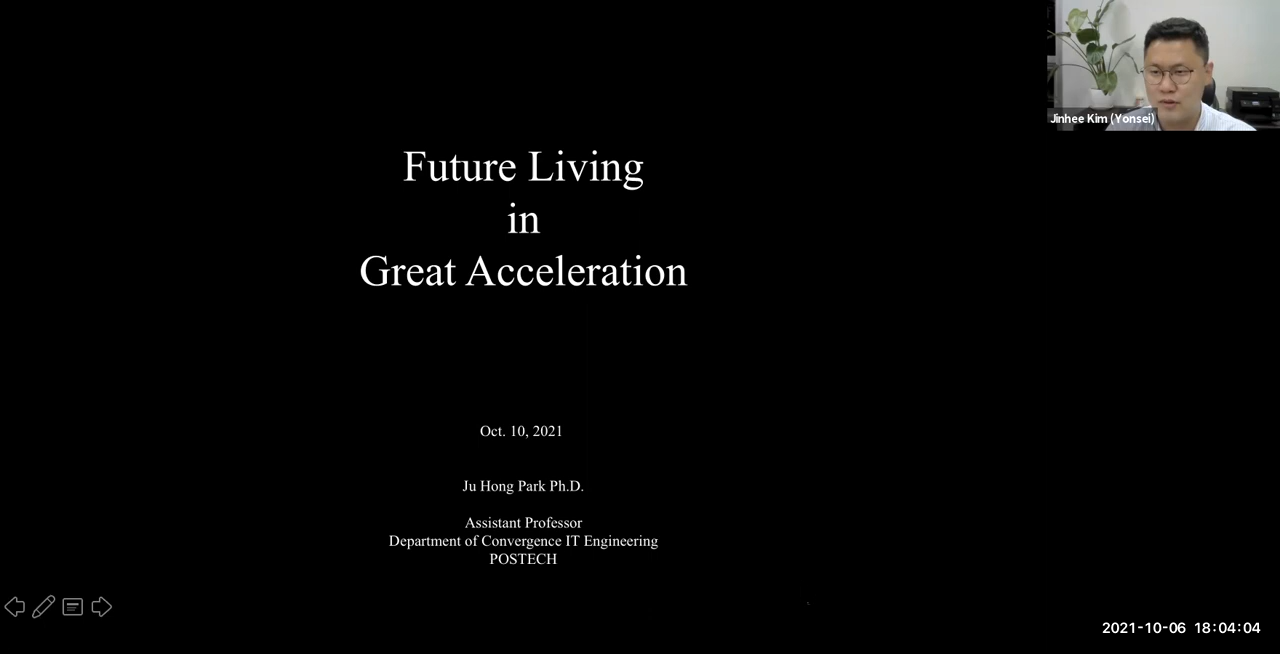 Jinhee Kim (Yonsei)
Future Living
in
Great Acceleration
Oct. 10, 2021
Ju Hong Park Ph.D.
Assistant Professor
Department of Convergence IT Engineering
POSTECH
2021-10-06 18:04:04